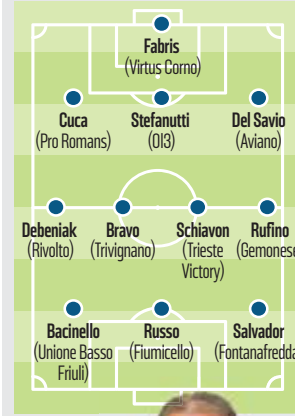 Fabris
(Virtus Corno)
Cuca Stefanutti Del Savio
(Pro Romans) (Ol3) (Aviano)
Debeniak Bravo Schiavon Rufino
(Rivolto) (Trivignano) (Trieste (Gemonese
Victory)
Bacinello Russo Salvador
(Unione Basso (Fiumicello) (Fontanafredda
Friuli)